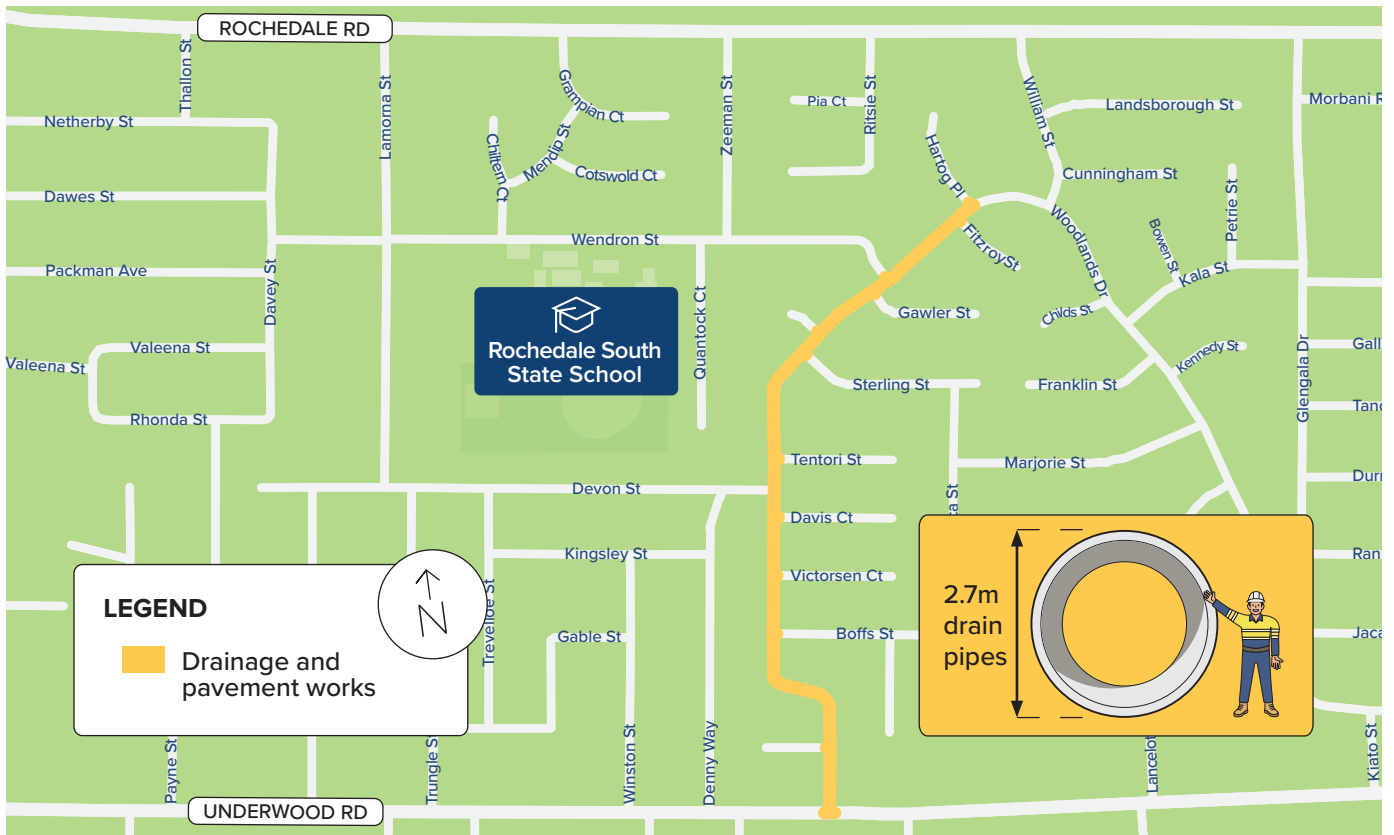 ROCHEDALE RD
Thallon St
Netherby St
Lamorna St
Grampian Ct
Zeeman St
Pia Ct
Ritsie St
William St
Landsborough St
Chiltern Ct
Mendip St
Cotswold Ct
Hartog Pl
Cunningham St
Dawes St
Petrie St
Woodlands Dr
Bowen St
Wendron St
Fitzroy St
Packman Ave
Davey St
Kala St
Quantock Ct
Gawler St
Childs St
Rochedale South
State School
Valeena St
Valeena St
Kennedy St
Glengala Dr
Sterling St
Franklin St
Rhonda St
Tentori St
Marjorie St
Devon St
Davis Ct
Kingsley St
Victorsen Ct
Trevelloe St
Gable St
Boffs St
LEGEND
Drainage and
pavement works
N
2.7m
drain
pipes
Payne St
Trungle St
Winston St
Denny Way
Lancelot
Kiato St
UNDERWOOD RD